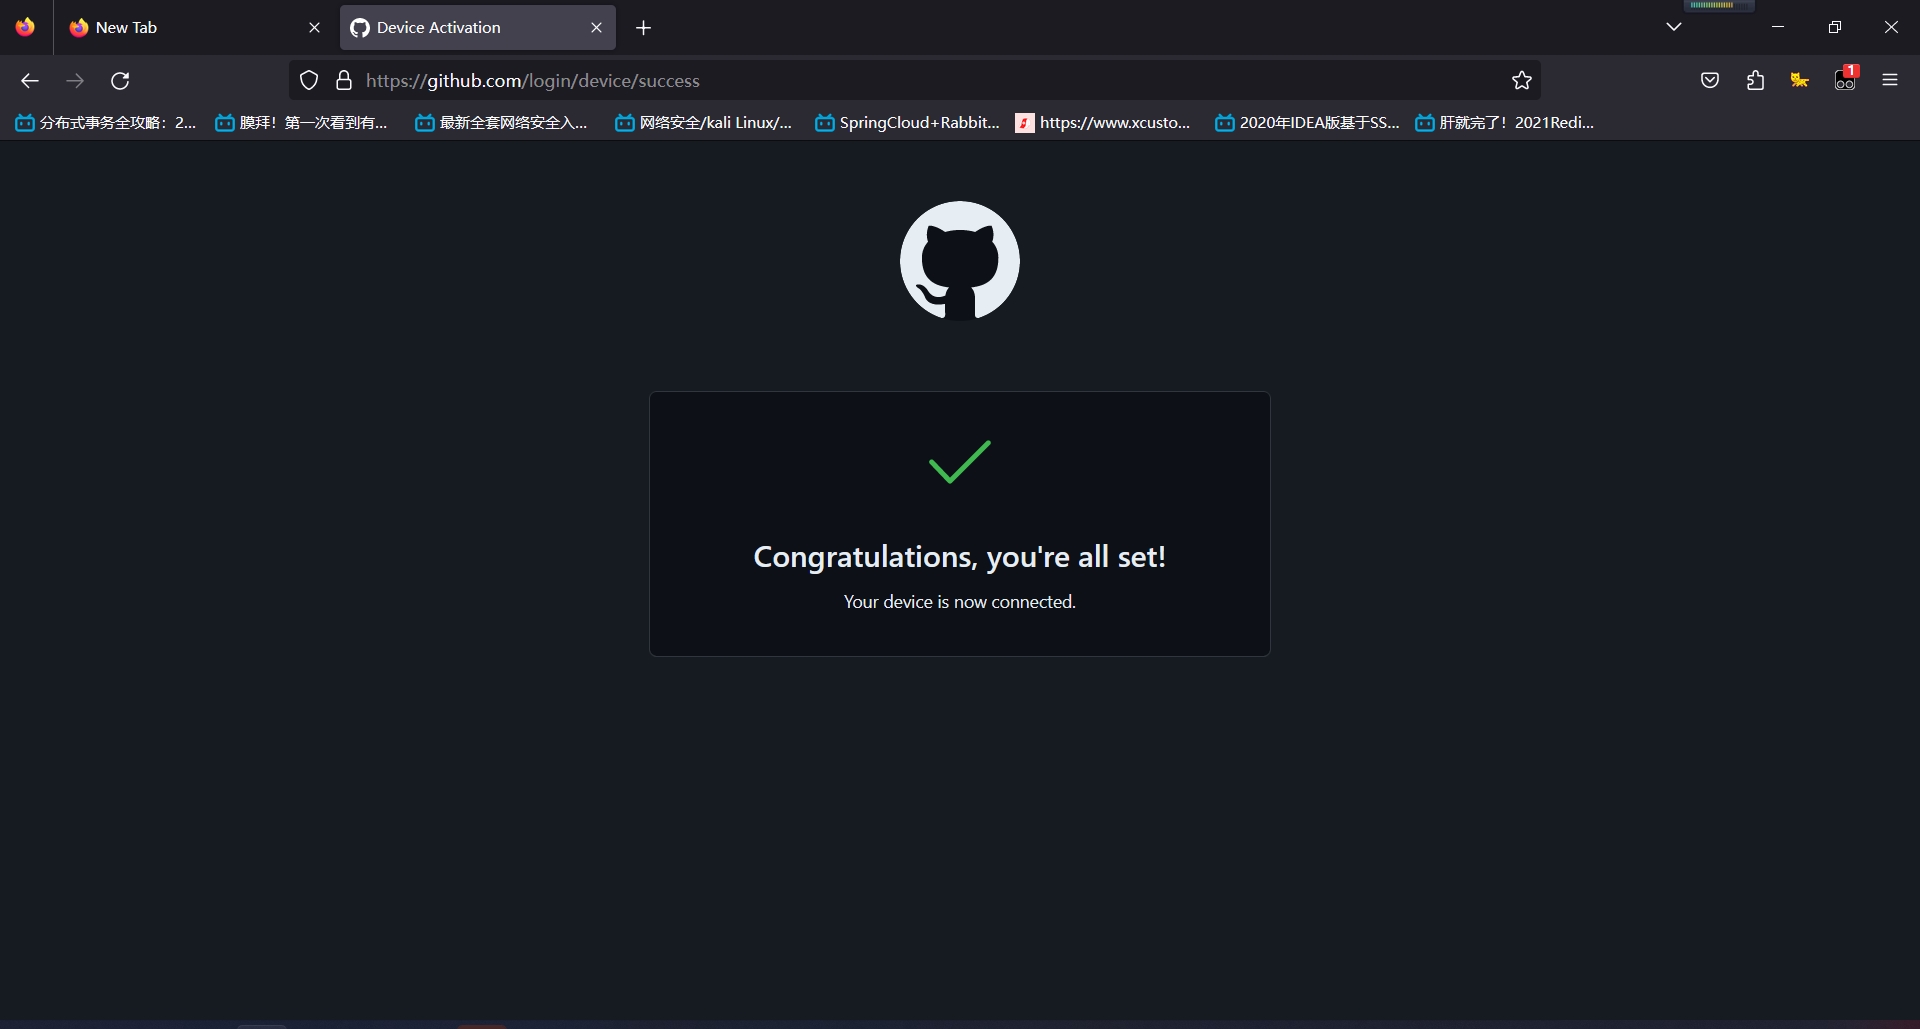 New Tab
Device Activation
https://github.com/login/device/success
分布式事务全攻略：2...
膜拜！第一次看到有...
最新全套网络安全入...
网络安全/kali Linux/...
SpringCloud+Rabbit...
https://www.xcusto...
2020年IDEA版基于SS...
肝就完了！2021Redi...
1
Congratulations, you're all set!
Your device is now connected.